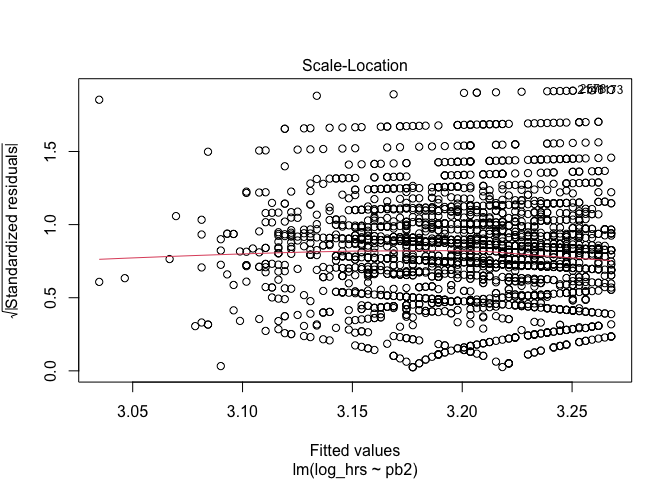 Scale-Location
√|Standardized residuals|
0.0 0.5 1.0 1.5
3.05 3.10 3.15 3.20 3.25
Fitted values
lm(log_hrs ~ pb2)